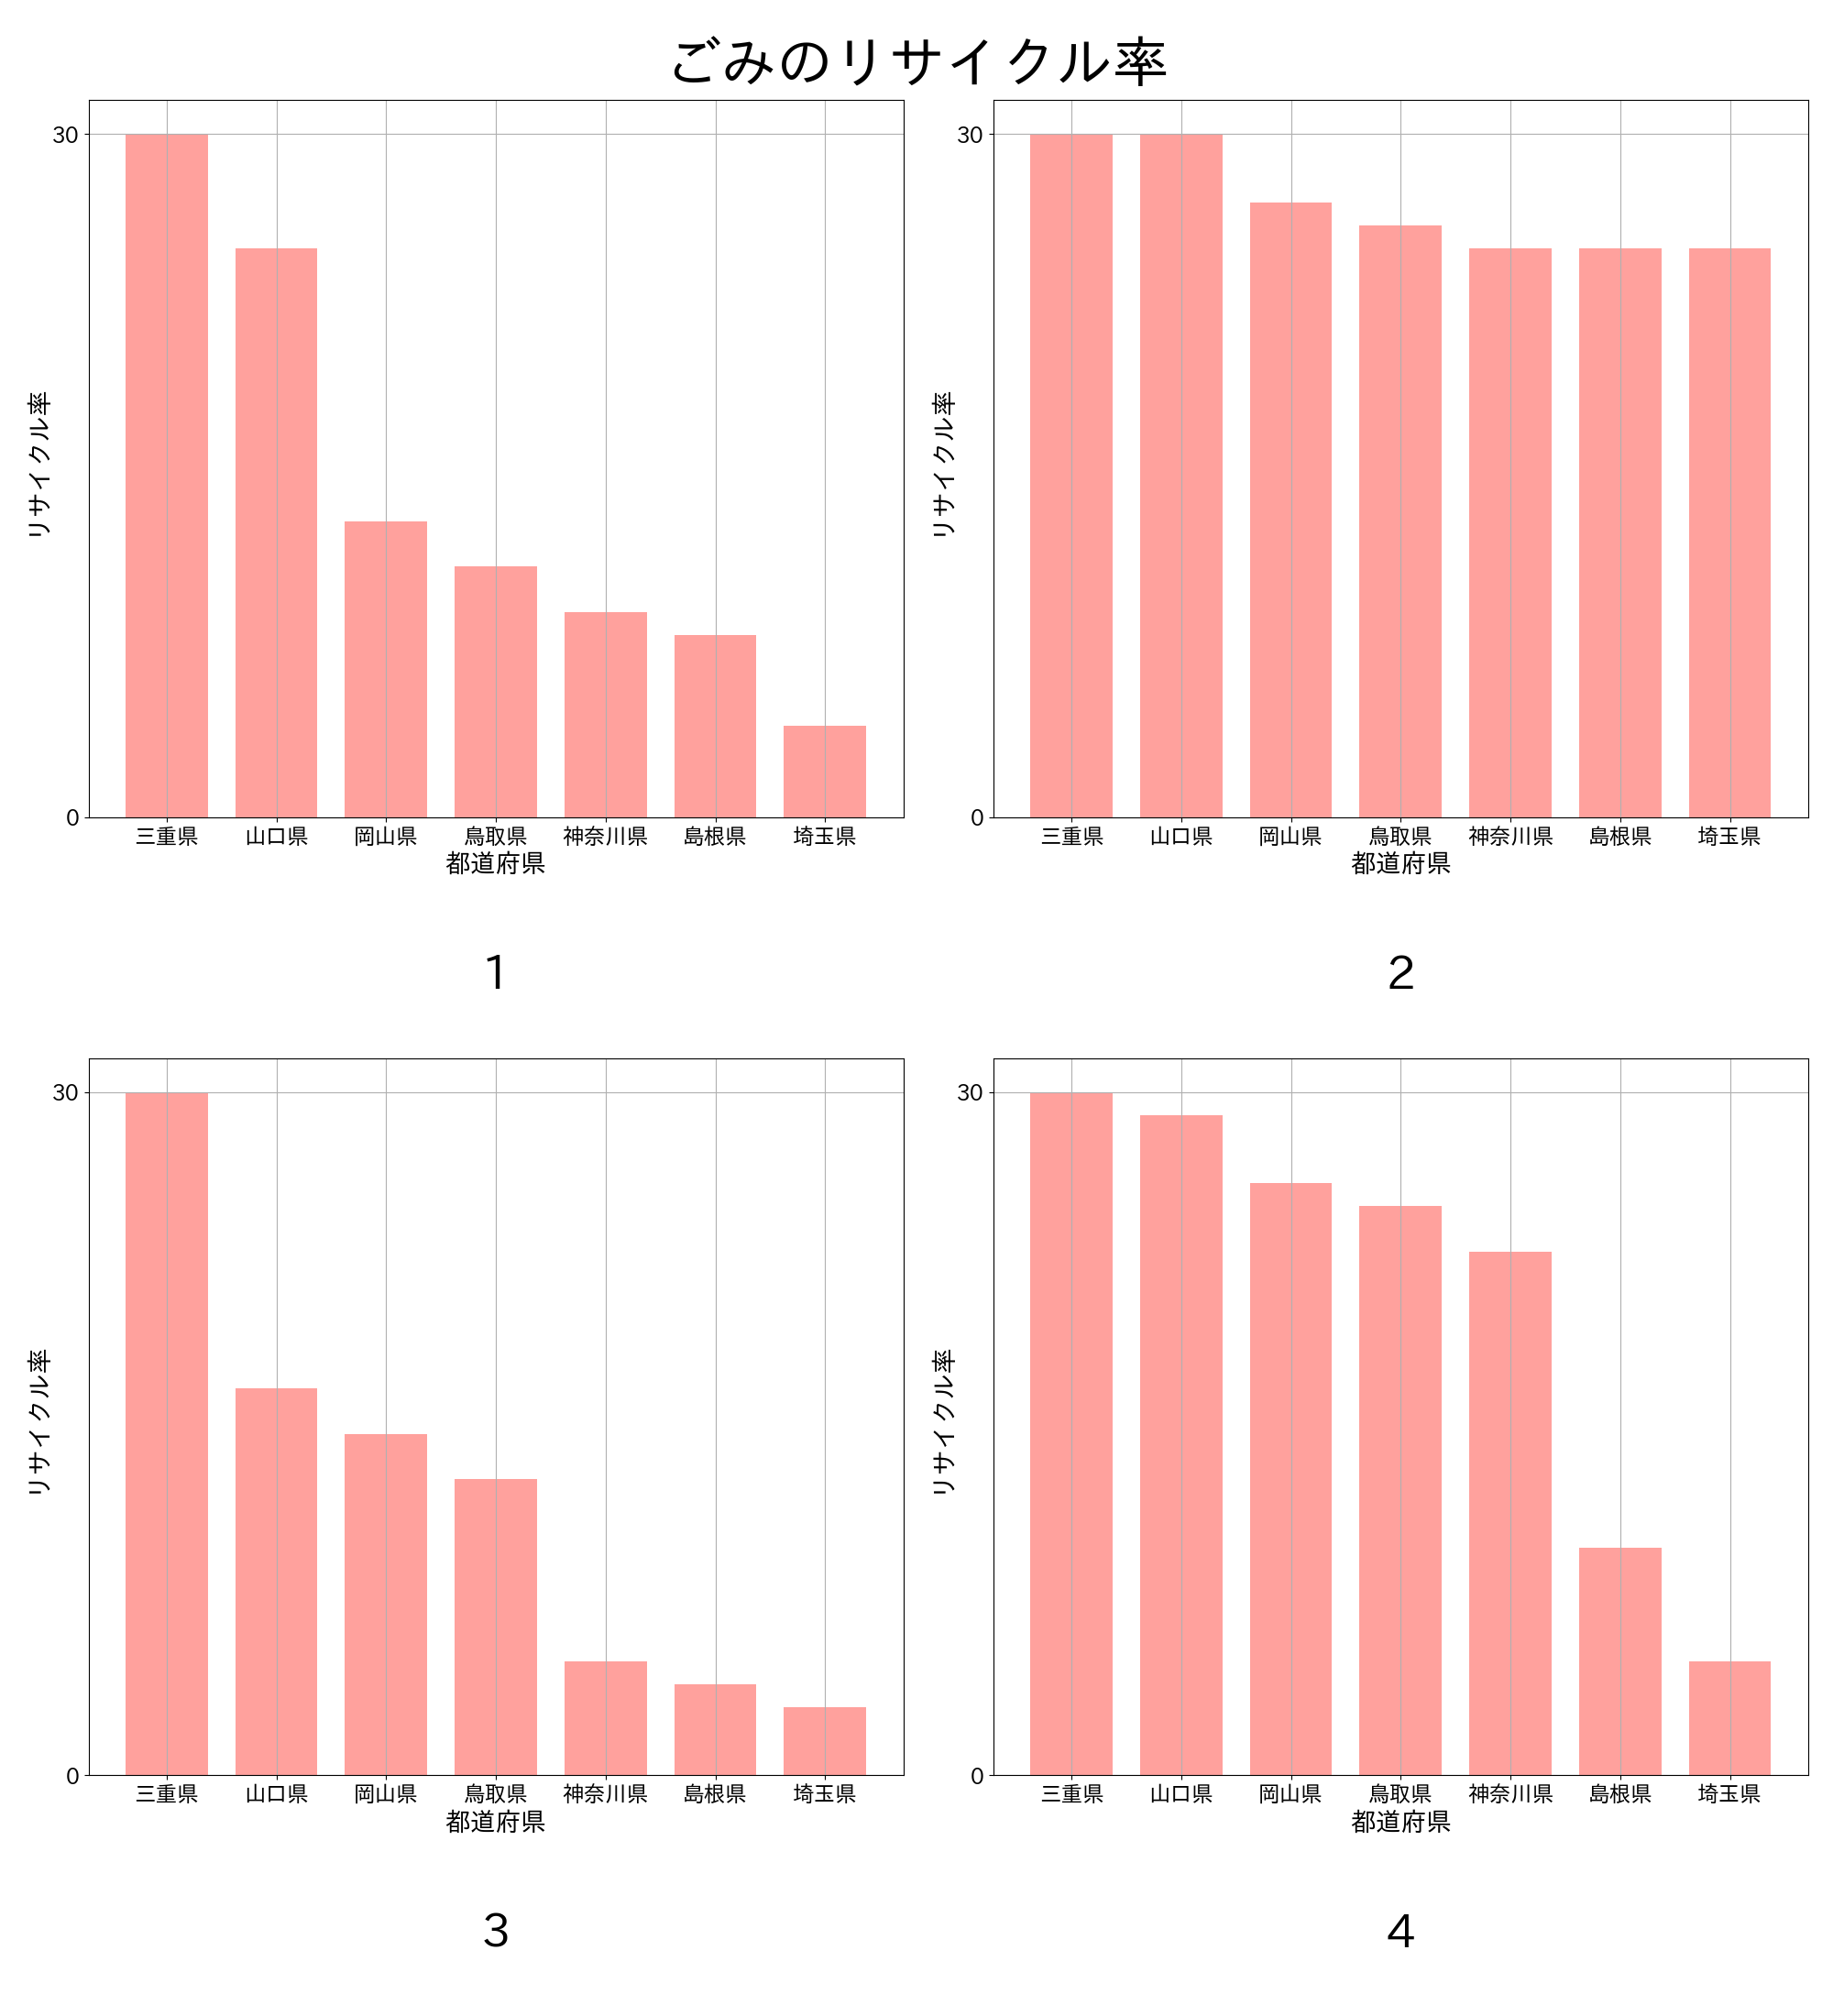 ごみのリサイクル率
30
0
リサイクル率
三重県 山口県 岡山県 鳥取県 神奈川県 島根県 埼玉県
都道府県
1
30
0
リサイクル率
三重県 山口県 岡山県 鳥取県 神奈川県 島根県 埼玉県
都道府県
2
30
0
リサイクル率
三重県 山口県 岡山県 鳥取県 神奈川県 島根県 埼玉県
都道府県
3
30
0
リサイクル率
三重県 山口県 岡山県 鳥取県 神奈川県 島根県 埼玉県
都道府県
4